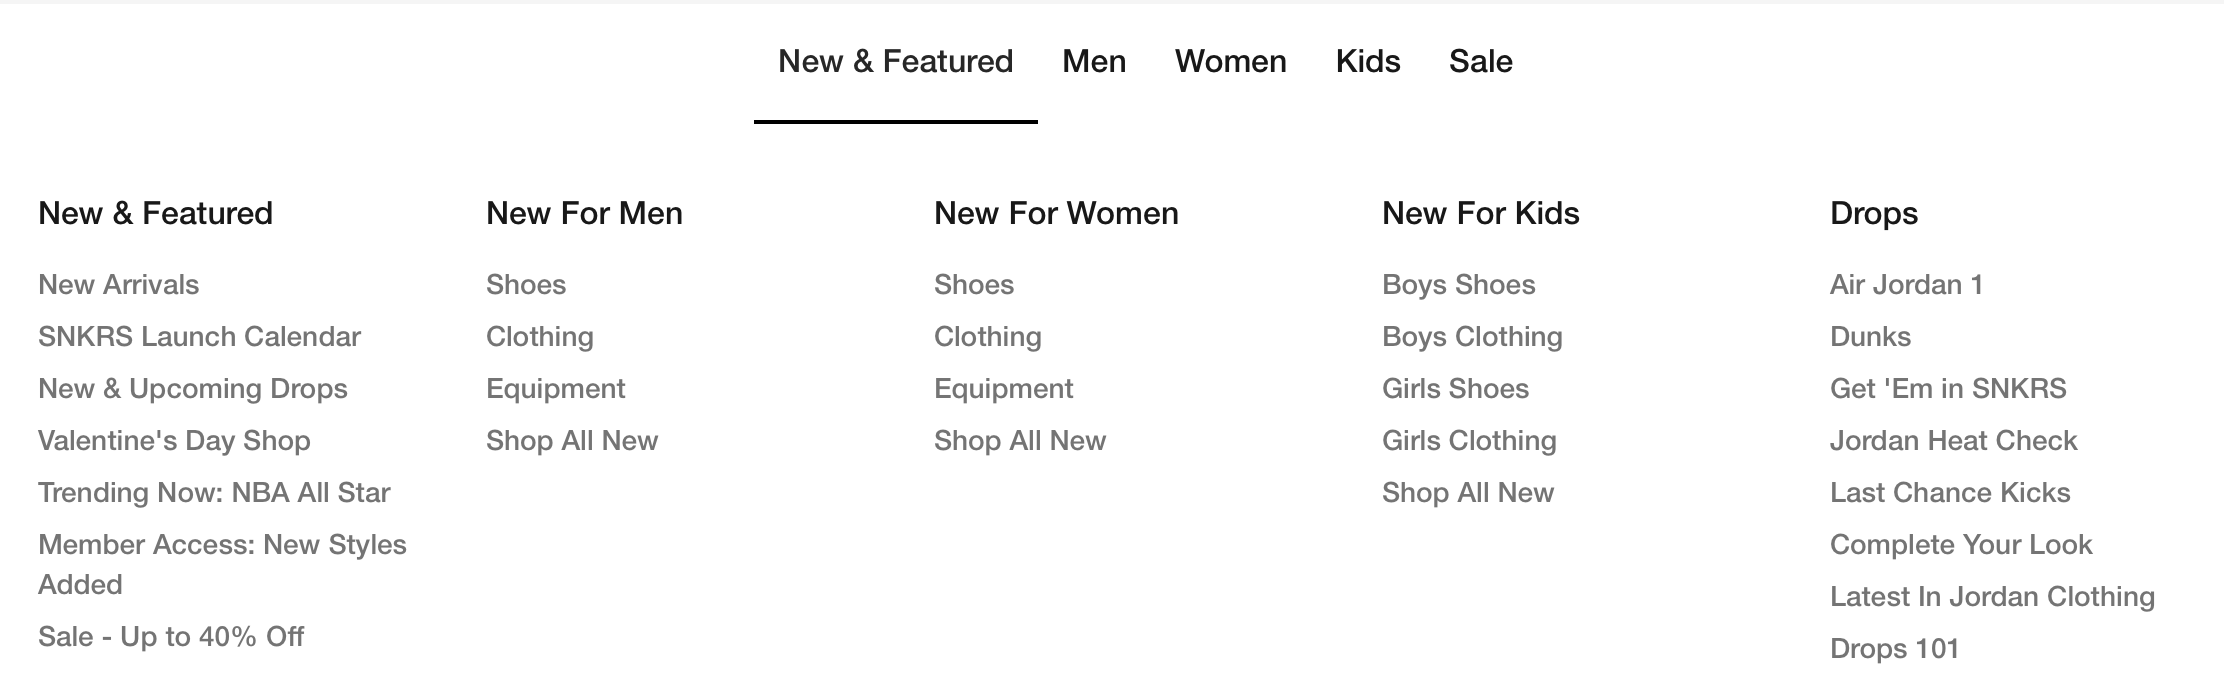 New & Featured
Men
Women
Kids
Sale
New & Featured
New Arrivals
SNKRS Launch Calendar
New & Upcoming Drops
Valentine's Day Shop
Trending Now: NBA All Star
Member Access: New Styles
Added
Sale - Up to 40% Off
New For Men
Shoes
Clothing
Equipment
Shop All New
New For Women
Shoes
Clothing
Equipment
Shop All New
New For Kids
Boys Shoes
Boys Clothing
Girls Shoes
Girls Clothing
Shop All New
Drops
Air Jordan 1
Dunks
Get 'Em in SNKRS
Jordan Heat Check
Last Chance Kicks
Complete Your Look
Latest In Jordan Clothing
Drops 101